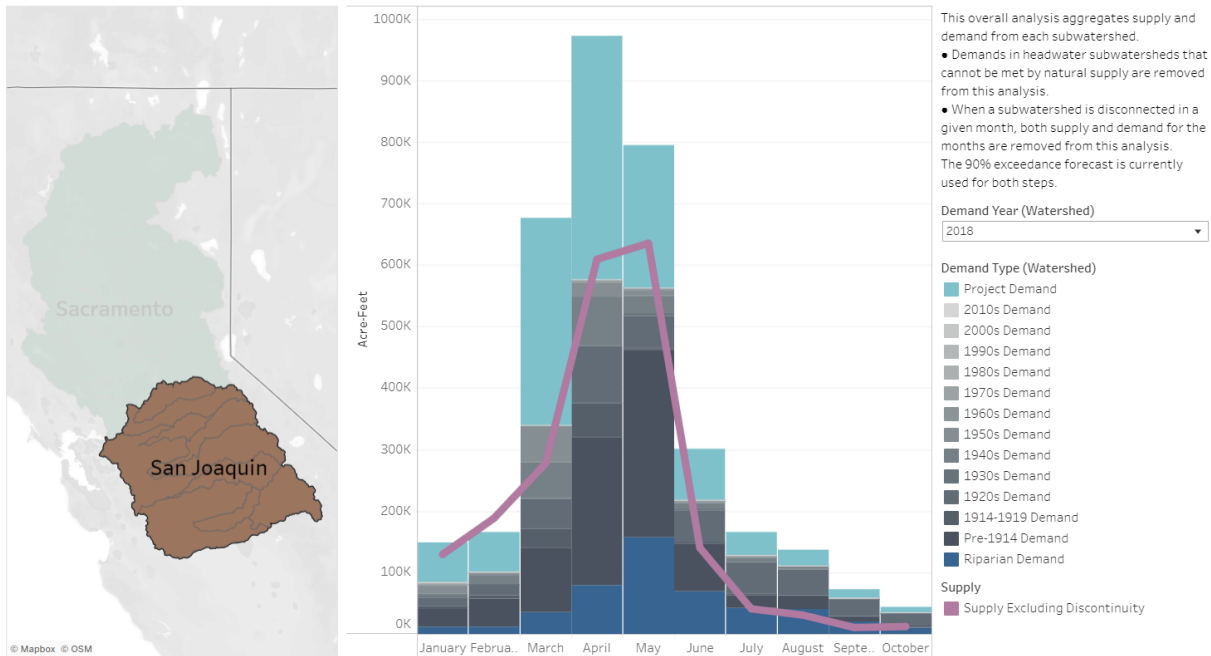 Sacramento
San Joaquin
© Mapbox © OSM
1000K
900K
800K
700K
600K
500K
400K
300K
200K
100K
0K
Acre-Feet
January
Februa..
March
April
May
June
July
August
Septe..
October
This overall analysis aggregates supply and
demand from each subwatershed.
● Demands in headwater subwatersheds that
cannot be met by natural supply are removed
from this analysis.
● When a subwatershed is disconnected in a
given month, both supply and demand for the
months are removed from this analysis.
The 90% exceedance forecast is currently
used for both steps.
Demand Year (Watershed)
2018
Demand Type (Watershed)
Project Demand
2010s Demand
2000s Demand
1990s Demand
1980s Demand
1970s Demand
1960s Demand
1950s Demand
1940s Demand
1930s Demand
1920s Demand
1914-1919 Demand
Pre-1914 Demand
Riparian Demand
Supply
Supply Excluding Discontinuity